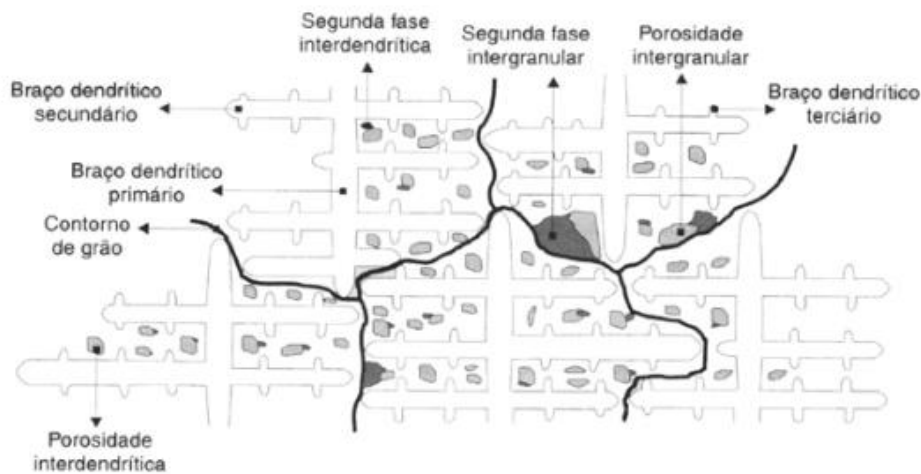 Segunda fase
interdendrítica
Segunda fase
intergranular
Porosidade
intergranular
Braço dendrítico
secundário
Braço dendrítico
terciário
Braço dendrítico
primário
Contorno
de grão
Porosidade
interdendrítica